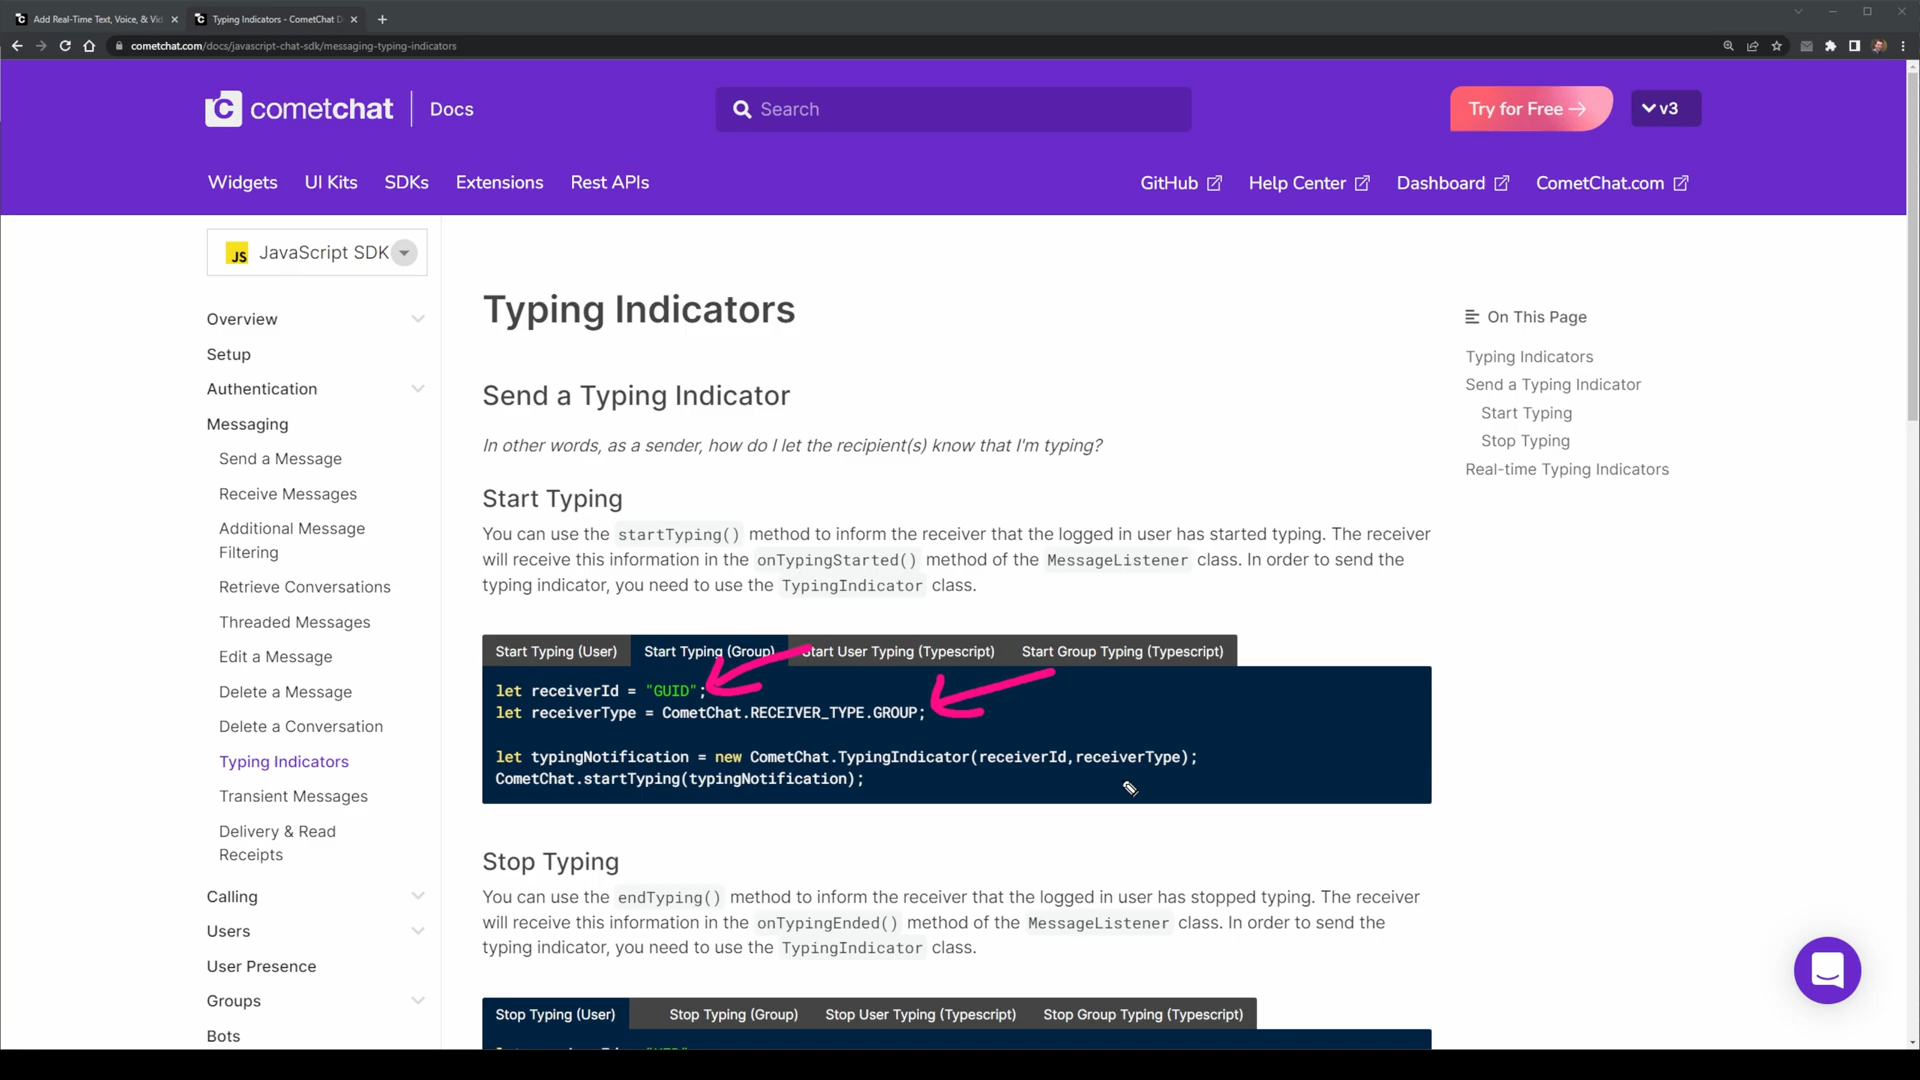 Add Real-Time Text, Voice, & Vid
Typing Indicators - CometChat D
cometchat.com/docs/javascript-chat-sdk/messaging-typing-indicators
cometchat Docs
Search
Try for Free
v3
Widgets UI Kits SDKs Extensions Rest APIs
GitHub Help Center Dashboard CometChat.com
JS JavaScript SDK
Overview
Setup
Authentication
Messaging
Send a Message
Receive Messages
Additional Message
Filtering
Retrieve Conversations
Threaded Messages
Edit a Message
Delete a Message
Delete a Conversation
Typing Indicators
Transient Messages
Delivery & Read
Receipts
Calling
Users
User Presence
Groups
Bots
Typing Indicators
Send a Typing Indicator
In other words, as a sender, how do I let the recipient(s) know that I'm typing?
Start Typing
You can use the startTyping() method to inform the receiver that the logged in user has started typing. The receiver
will receive this information in the onTypingStarted() method of the MessageListener class. In order to send the
typing indicator, you need to use the TypingIndicator class.
Start Typing (User) Start Typing (Group) Start User Typing (Typescript) Start Group Typing (Typescript)
let receiverId = "GUID";
let receiverType = CometChat.RECEIVER_TYPE.GROUP;
let typingNotification = new CometChat.TypingIndicator(receiverId,receiverType);
CometChat.startTyping(typingNotification);
Stop Typing
You can use the endTyping() method to inform the receiver that the logged in user has stopped typing. The receiver
will receive this information in the onTypingEnded() method of the MessageListener class. In order to send the
typing indicator, you need to use the TypingIndicator class.
Stop Typing (User) Stop Typing (Group) Stop User Typing (Typescript) Stop Group Typing (Typescript)
On This Page
Typing Indicators
Send a Typing Indicator
Start Typing
Stop Typing
Real-time Typing Indicators